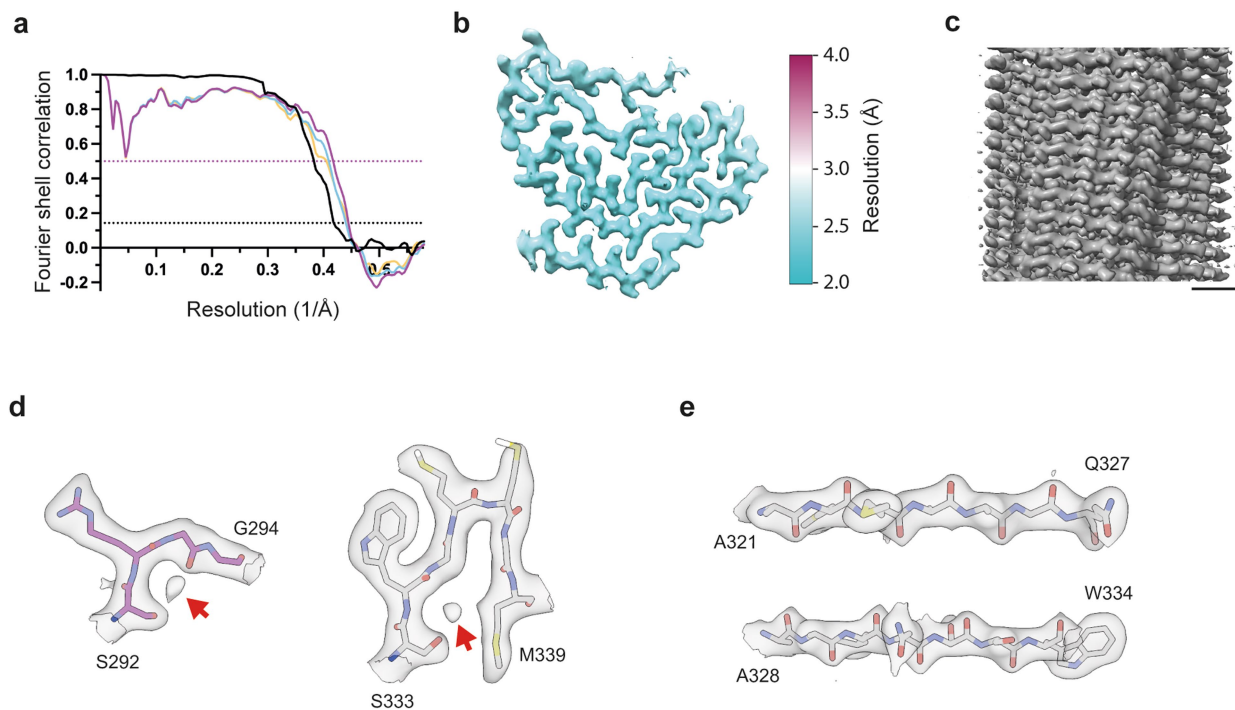 a
1.0
0.8
0.6
0.4
0.2
0.0
-0.2
Fourier shell correlation
0.1
0.2
0.3
0.4
0.5
Resolution (1/Å)
b
4.0
3.5
3.0
2.5
2.0
Resolution (Å)
c
d
G294
S292
M339
S333
e
Q327
A321
W334
A328